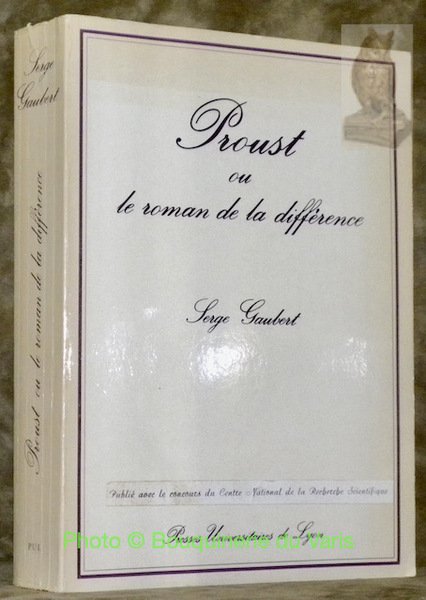 Serge
Gaubert
Proust ou le roman de la différence
PUL
Proust
ou
le roman de la différence
Serge Gaubert
Publié avec le concours du Centre National de la Recherche Scientifique
Presses Universitaires de Lyon
Photo © Bouquinerie du Varis